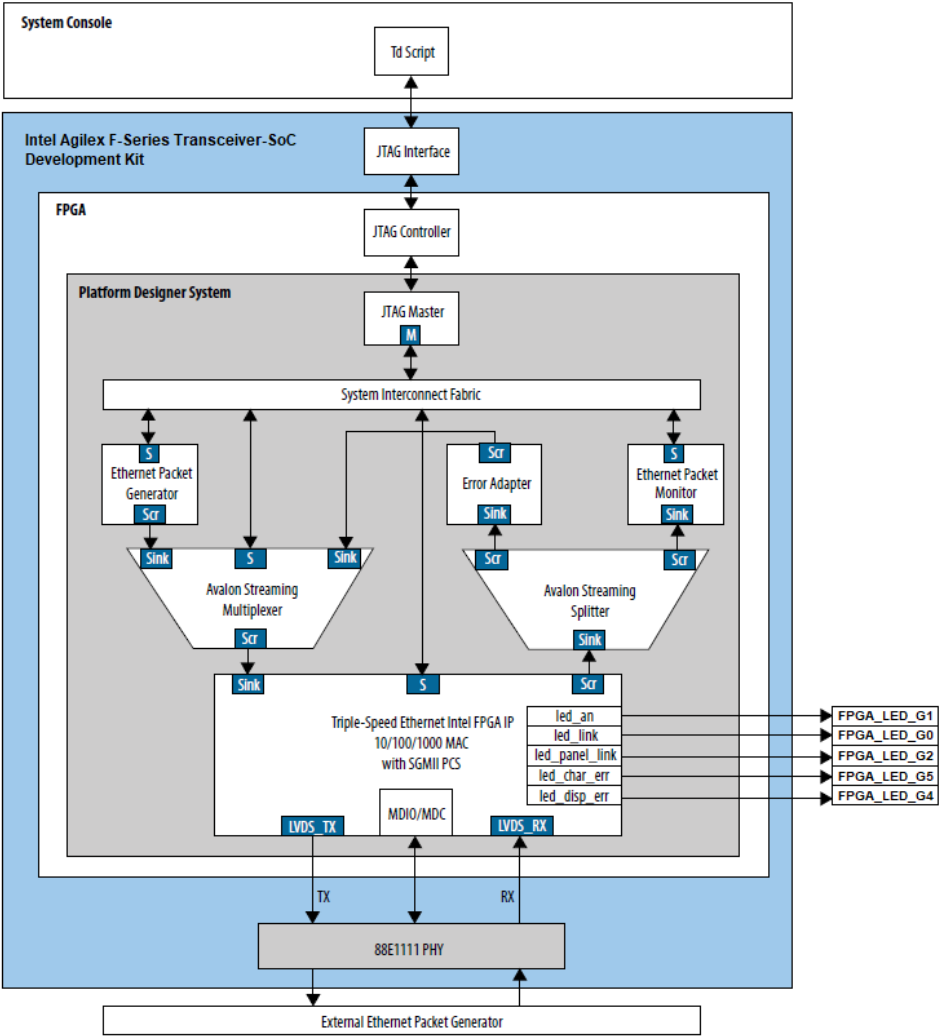 System Console
Td Script
Intel Agilex F-Series Transceiver-SoC
Development Kit
JTAG Interface
FPGA
JTAG Controller
Platform Designer System
JTAG Master
M
System Interconnect Fabric
S
Ethernet Packet
Generator
Scr
Scr
Error Adapter
Sink
S
Ethernet Packet
Monitor
Sink
Sink
S
Sink
Avalon Streaming
Multiplexer
Scr
Scr
Scr
Avalon Streaming
Splitter
Sink
Sink
S
Scr
Triple-Speed Ethernet Intel FPGA IP
10/100/1000 MAC
with SGMII PCS
led_an
led_link
led_panel_link
led_char_err
led_disp_err
FPGA_LED_G1
FPGA_LED_G0
FPGA_LED_G2
FPGA_LED_G5
FPGA_LED_G4
LVDS_TX
MDIO/MDC
LVDS_RX
TX
RX
88E1111 PHY
External Ethernet Packet Generator